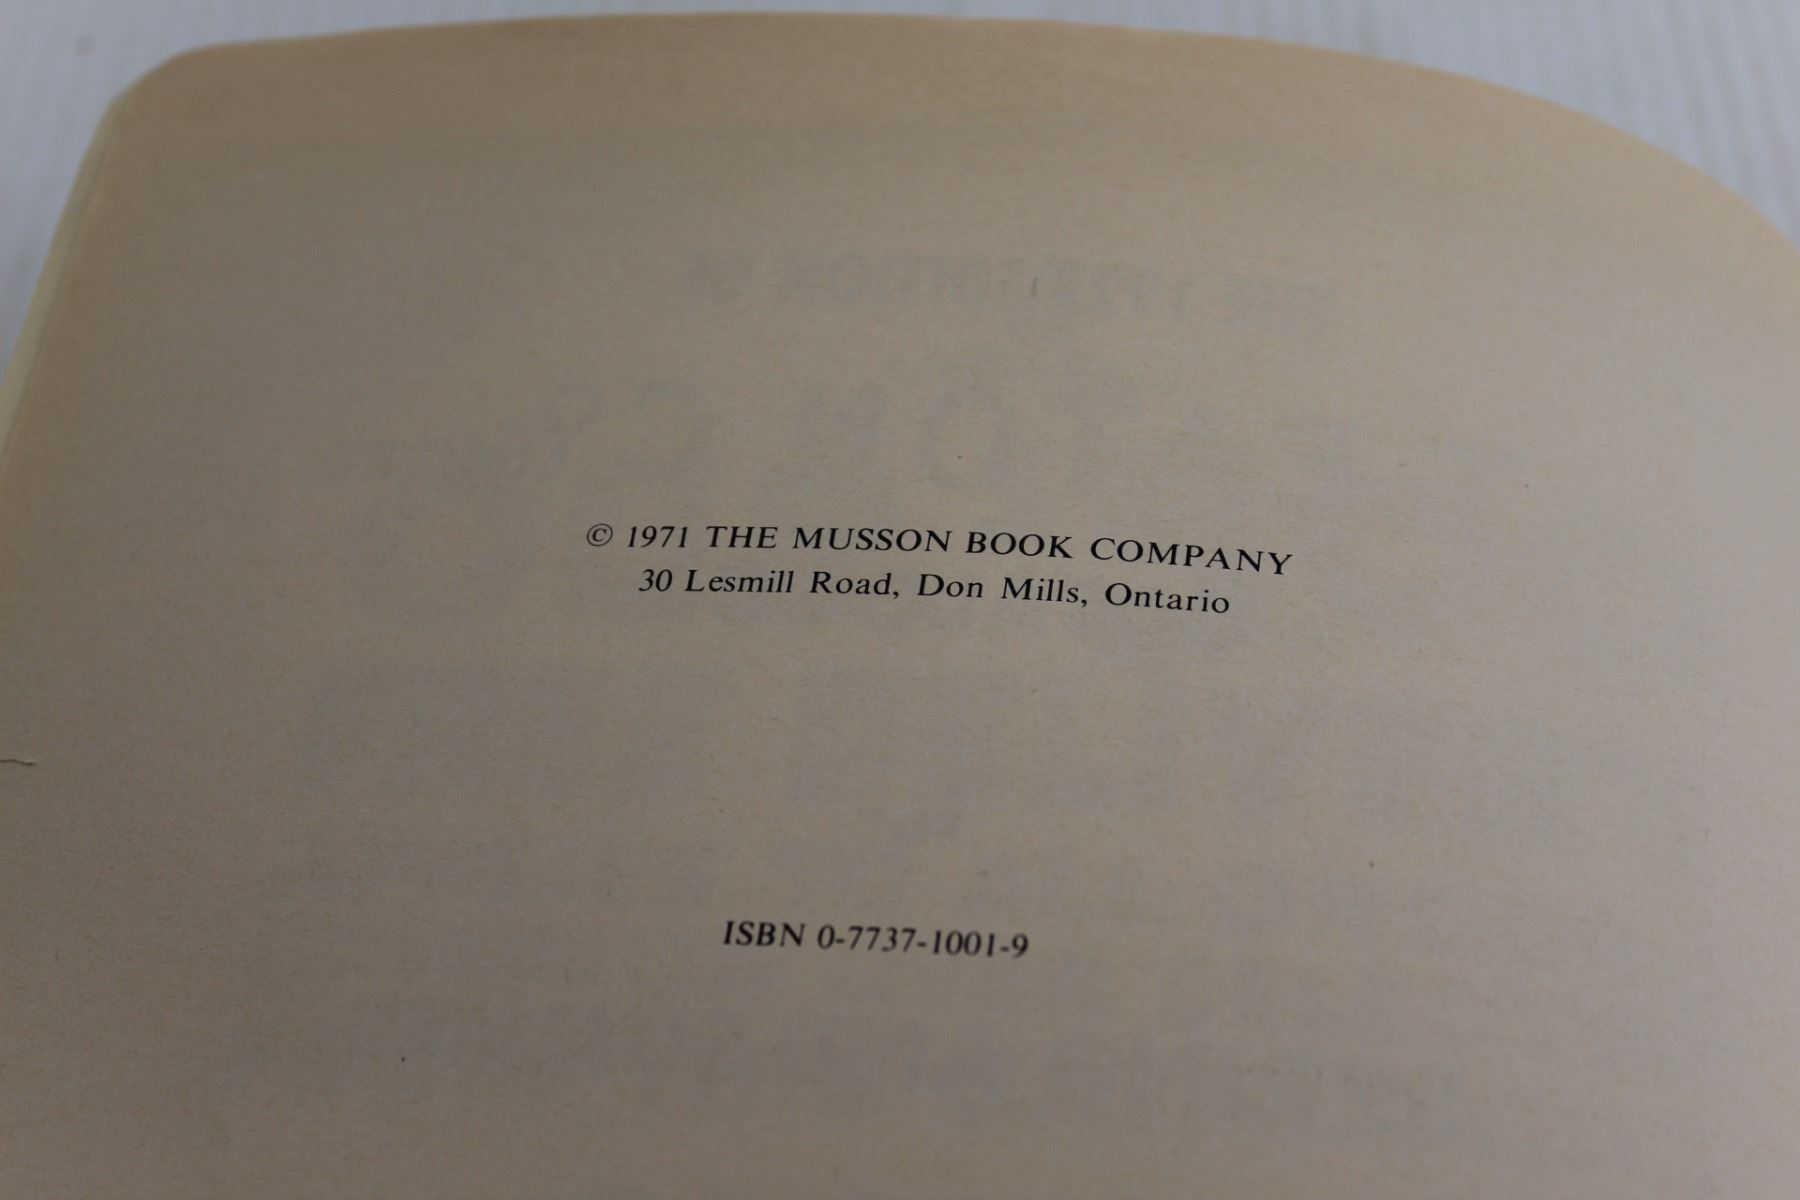 © 1971 THE MUSSON BOOK COMPANY
30 Lesmill Road, Don Mills, Ontario
ISBN 0-7737-1001-9